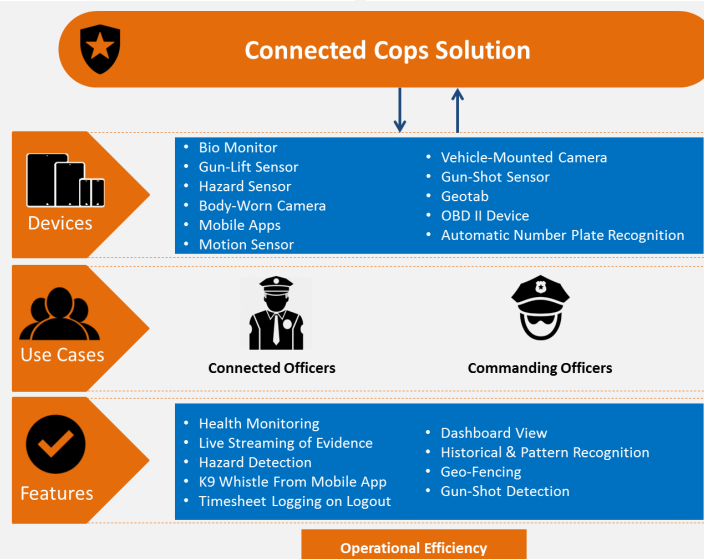 Connected Cops Solution
Devices
• Bio Monitor
• Gun-Lift Sensor
• Hazard Sensor
• Body-Worn Camera
• Mobile Apps
• Motion Sensor
• Vehicle-Mounted Camera
• Gun-Shot Sensor
• Geotab
• OBD II Device
• Automatic Number Plate Recognition
Use Cases
Connected Officers
Commanding Officers
Features
• Health Monitoring
• Live Streaming of Evidence
• Hazard Detection
• K9 Whistle From Mobile App
• Timesheet Logging on Logout
• Dashboard View
• Historical & Pattern Recognition
• Geo-Fencing
• Gun-Shot Detection
Operational Efficiency